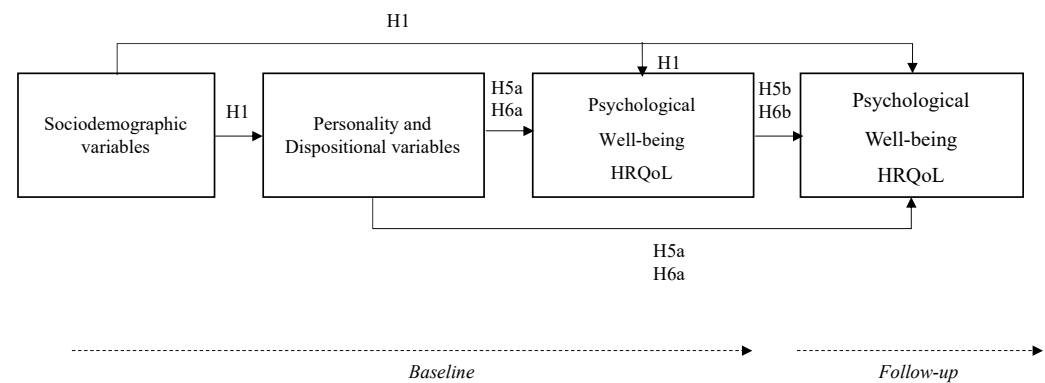 H1
Sociodemographic
variables
H1
Personality and
Dispositional variables
H5a
H6a
H1
Psychological
Well-being
HRQoL
H5b
H6b
Psychological
Well-being
HRQoL
H5a
H6a
Baseline
Follow-up